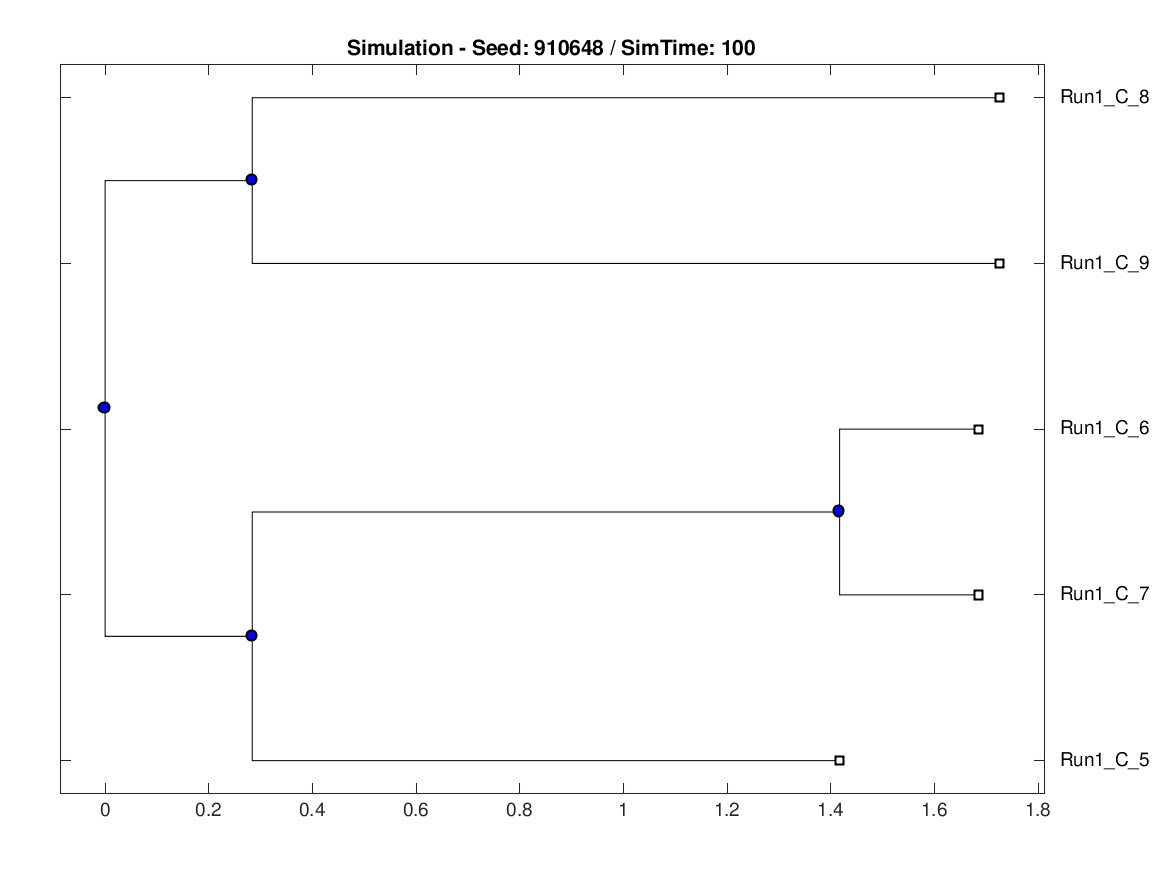 Simulation - Seed: 910648 / SimTime: 100
Run1_C_8
Run1_C_9
Run1_C_6
Run1_C_7
Run1_C_5
0 0.2 0.4 0.6 0.8 1 1.2 1.4 1.6 1.8